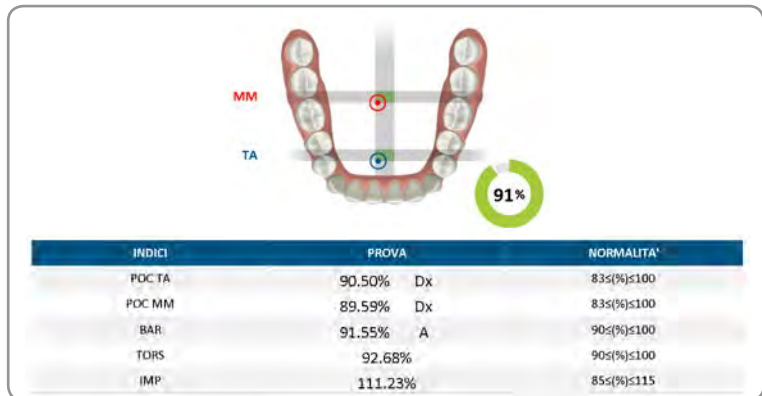 MM
TA
91%
INDICI PROVA NORMALITA'
POC TA 90.50% Dx 83≤(%)≤100
POC MM 89.59% Dx 83≤(%)≤100
BAR 91.55% A 90≤(%)≤100
TORS 92.68% 90≤(%)≤100
IMP 111.23% 85≤(%)≤115